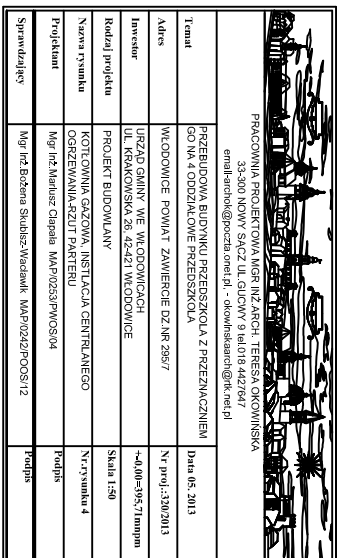 PRACOWNIA PROJEKTOWA MGR INŻ.ARCH. TERESA OKOWIŃSKA
33-300 NOWY SĄCZ UL.GUCWY 9 tel.018 4427647
email-archok@poczta.onet.pl, - okowinskaarch@rtk.net.pl
Temat
PRZEBUDOWA BUDYNKU PRZEDSZKOLA Z PRZEZNACZNIEM
GO NA 4 ODDZIAŁOWE PRZEDSZKOLA
Data 05. 2013
Adres
WŁODOWICE POWIAT ZAWIERCIE DZ.NR 295/7
Nr proj.:320/2013
Inwestor
URZĄD GMINY WE WŁODOWICACH
UL. KRAKOWSKA 26, 42-421 WŁODOWICE
+-0,00=395,71mnpm
Rodzaj projektu
PROJEKT BUDOWLANY
Skala 1:50
Nazwa rysunku
KOTŁOWNIA GAZOWA, INSTLACJA CENTRLANEGO
OGRZEWANIA-RZUT PARTERU
Nr.rysunku 4
Projektant
Mgr Inż.Mariusz Ciapała MAP/0253/PWOS/04
Podpis
Sprawdzający
Mgr Inż.Bożena Skubisz-Wacławik MAP/0242/POOS/12
Podpis